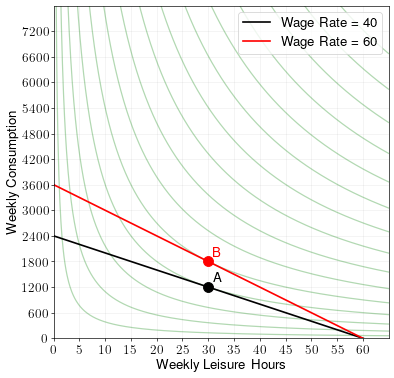 Wage Rate = 40
Wage Rate = 60
7200
6600
6000
5400
4800
4200
3600
3000
2400
1800
1200
600
0
Weekly Consumption
B
A
0 5 10 15 20 25 30 35 40 45 50 55 60
Weekly Leisure Hours